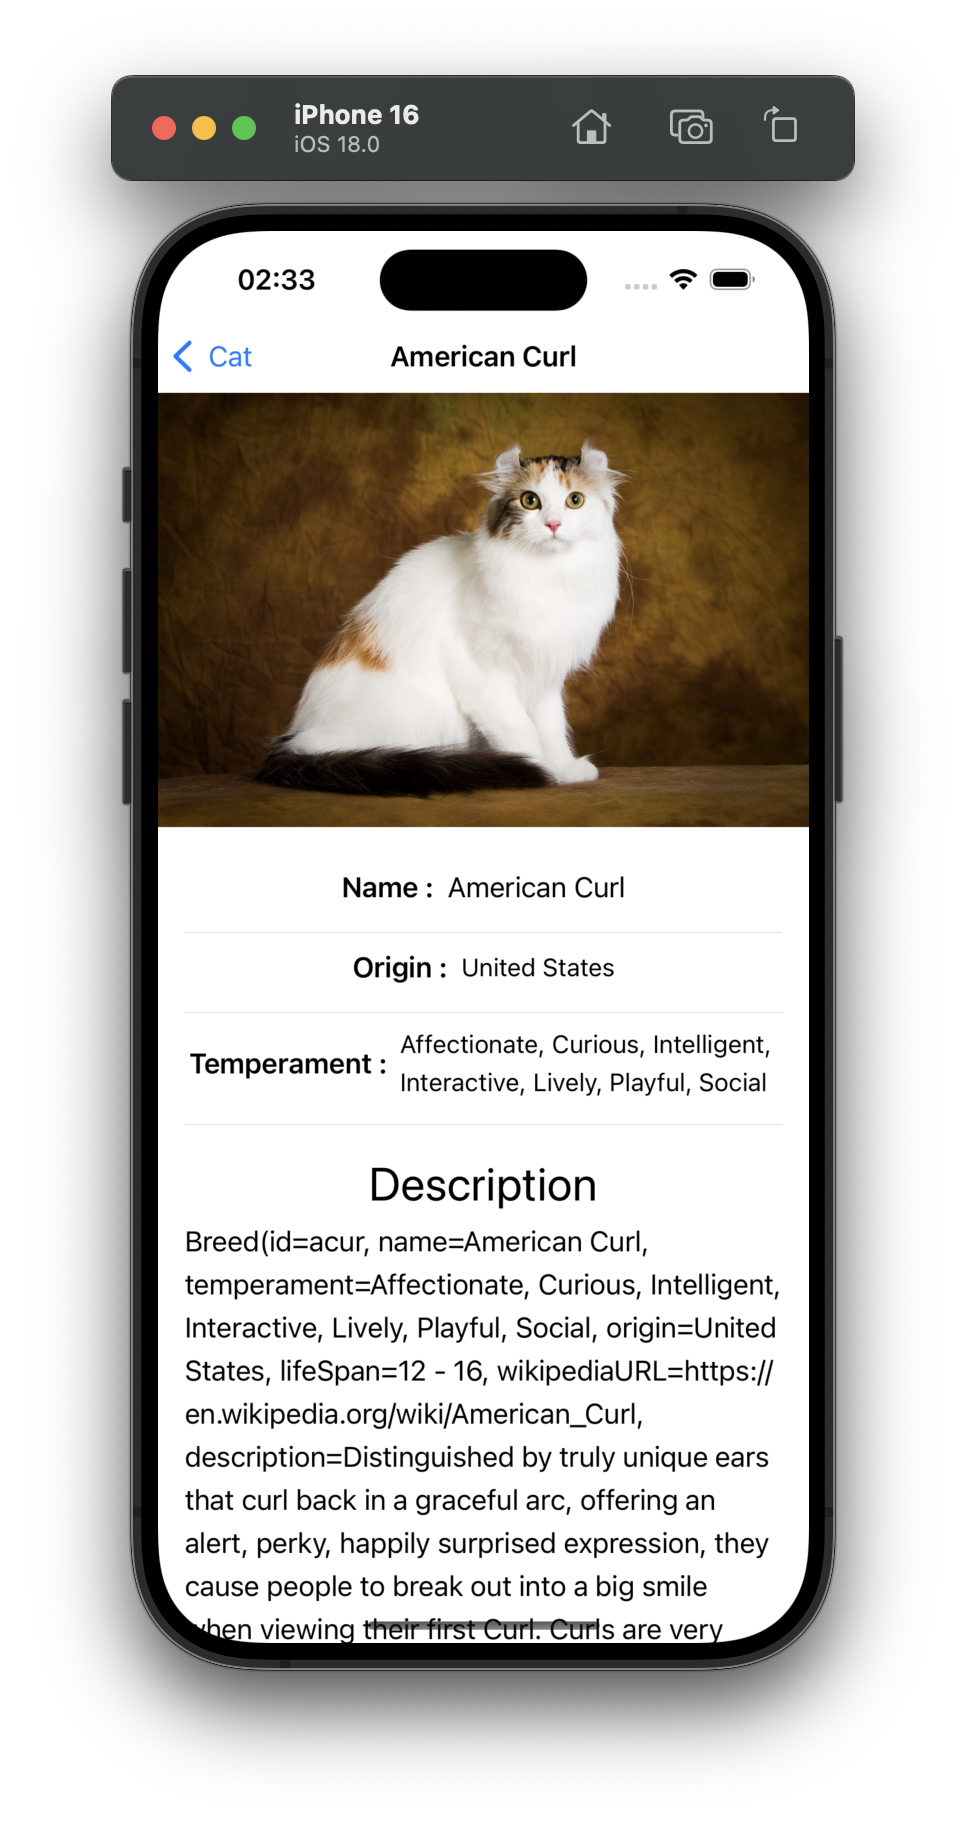 iPhone 16
iOS 18.0
02:33
Cat
American Curl
Name : American Curl
Origin : United States
Temperament : Affectionate, Curious, Intelligent,
Interactive, Lively, Playful, Social
Description
Breed(id=acur, name=American Curl,
temperament=Affectionate, Curious, Intelligent,
Interactive, Lively, Playful, Social, origin=United
States, lifeSpan=12 - 16, wikipediaURL=https://
en.wikipedia.org/wiki/American_Curl,
description=Distinguished by truly unique ears
that curl back in a graceful arc, offering an
alert, perky, happily surprised expression, they
cause people to break out into a big smile
when viewing their first Curl. Curls are very